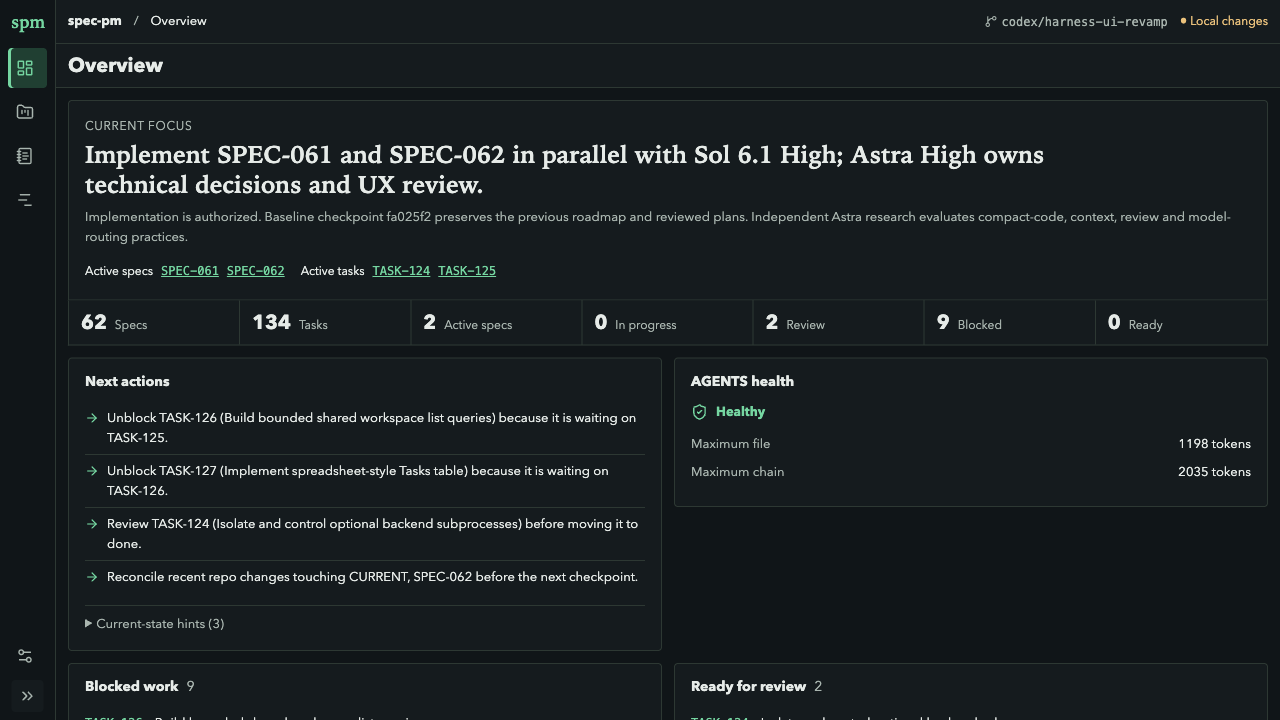 spm
spec-pm / Overview
codex/harness-ui-revamp
Local changes
Overview
CURRENT FOCUS
Implement SPEC-061 and SPEC-062 in parallel with Sol 6.1 High; Astra High owns
technical decisions and UX review.
Implementation is authorized. Baseline checkpoint fa025f2 preserves the previous roadmap and reviewed plans. Independent Astra research evaluates compact-code, context, review and model-
routing practices.
Active specs SPEC-061 SPEC-062 Active tasks TASK-124 TASK-125
62 Specs
134 Tasks
2 Active specs
0 In progress
2 Review
9 Blocked
0 Ready
Next actions
Unblock TASK-126 (Build bounded shared workspace list queries) because it is waiting on
TASK-125.
Unblock TASK-127 (Implement spreadsheet-style Tasks table) because it is waiting on
TASK-126.
Review TASK-124 (Isolate and control optional backend subprocesses) before moving it to
done.
Reconcile recent repo changes touching CURRENT, SPEC-062 before the next checkpoint.
Current-state hints (3)
AGENTS health
Healthy
Maximum file 1198 tokens
Maximum chain 2035 tokens
Blocked work 9
Ready for review 2